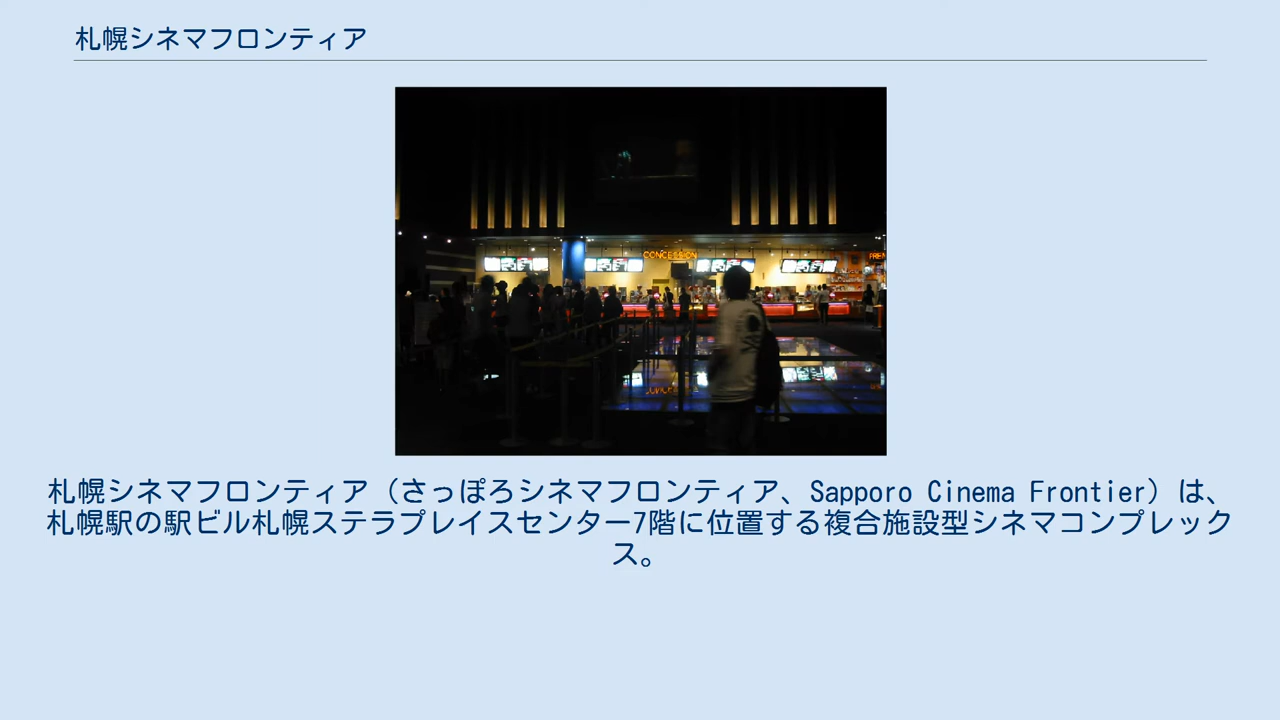 札幌シネマフロンティア
CONCESSION
札幌シネマフロンティア（さっぽろシネマフロンティア、Sapporo Cinema Frontier）は、
札幌駅の駅ビル札幌ステラプレイスセンター7階に位置する複合施設型シネマコンプレック
ス。